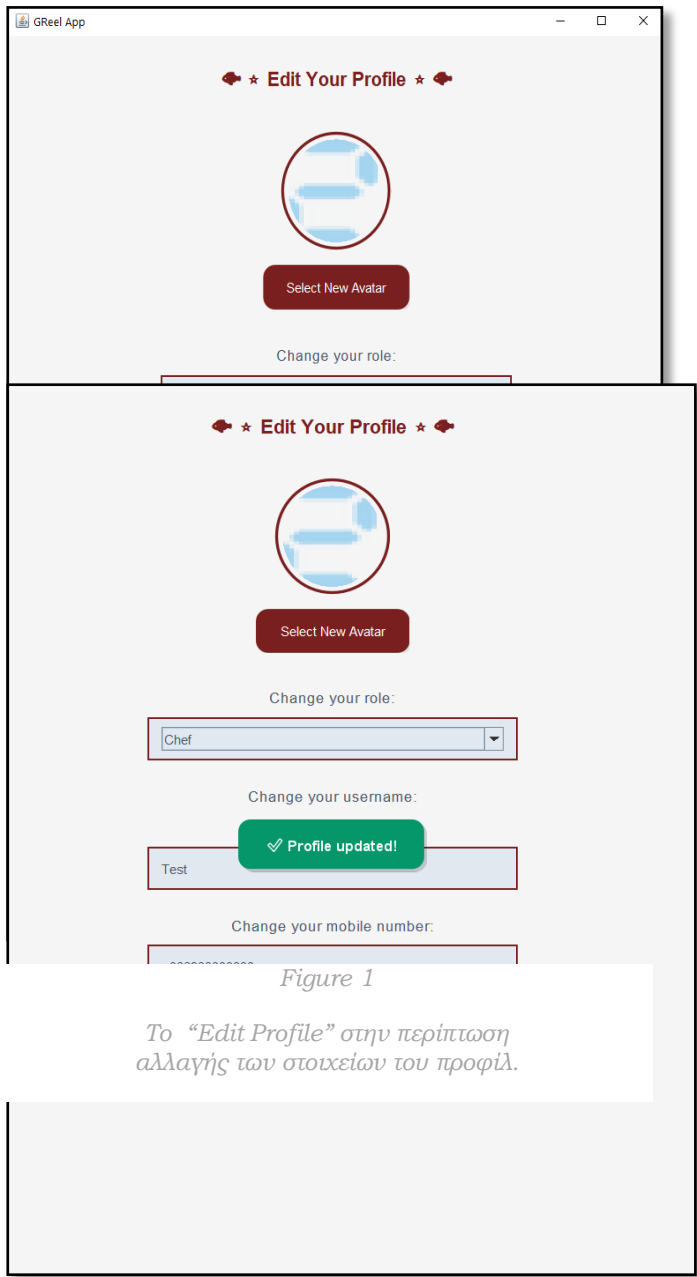 GReel App
Edit Your Profile
Select New Avatar
Change your role:
Edit Your Profile
Select New Avatar
Change your role:
Chef
Change your username:
Profile updated!
Test
Change your mobile number:
Figure 1
Το “Edit Profile” στην περίπτωση
αλλαγής των στοιχείων του προφίλ.